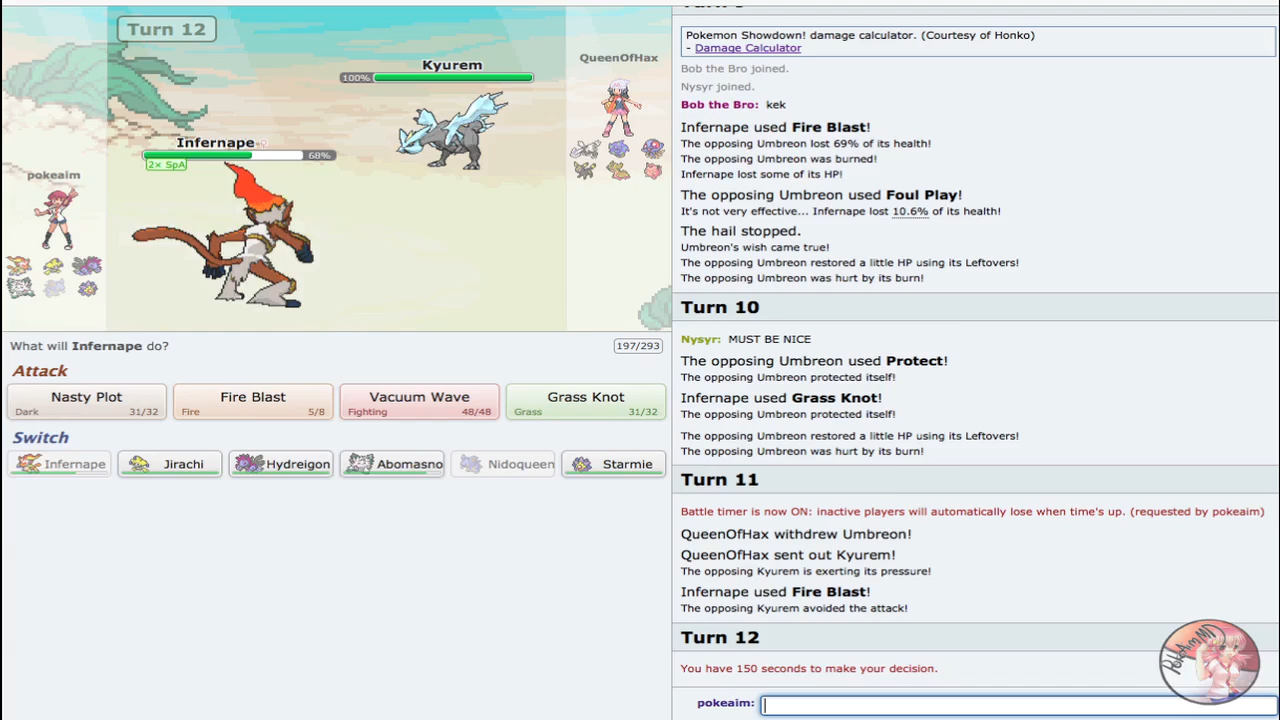 Turn 12
Kyurem
100%
QueenOfHax
Infernape
68%
2× SpA
pokeaim
What will Infernape do?
197/293
Attack
Nasty Plot
Dark 31/32
Fire Blast
Fire 5/8
Vacuum Wave
Fighting 48/48
Grass Knot
Grass 31/32
Switch
Infernape
Jirachi
Hydreigon
Abomasno
Nidoqueen
Starmie
Pokemon Showdown! damage calculator. (Courtesy of Honko)
- Damage Calculator
Bob the Bro joined.
Nysyr joined.
Bob the Bro: kek
Infernape used Fire Blast!
The opposing Umbreon lost 69% of its health!
The opposing Umbreon was burned!
Infernape lost some of its HP!
The opposing Umbreon used Foul Play!
It's not very effective... Infernape lost 10.6% of its health!
The hail stopped.
Umbreon's wish came true!
The opposing Umbreon restored a little HP using its Leftovers!
The opposing Umbreon was hurt by its burn!
Turn 10
Nysyr: MUST BE NICE
The opposing Umbreon used Protect!
The opposing Umbreon protected itself!
Infernape used Grass Knot!
The opposing Umbreon protected itself!
The opposing Umbreon restored a little HP using its Leftovers!
The opposing Umbreon was hurt by its burn!
Turn 11
Battle timer is now ON: inactive players will automatically lose when time's up. (requested by pokeaim)
QueenOfHax withdrew Umbreon!
QueenOfHax sent out Kyurem!
The opposing Kyurem is exerting its pressure!
Infernape used Fire Blast!
The opposing Kyurem avoided the attack!
Turn 12
You have 150 seconds to make your decision.
pokeaim:
PokeAimMD